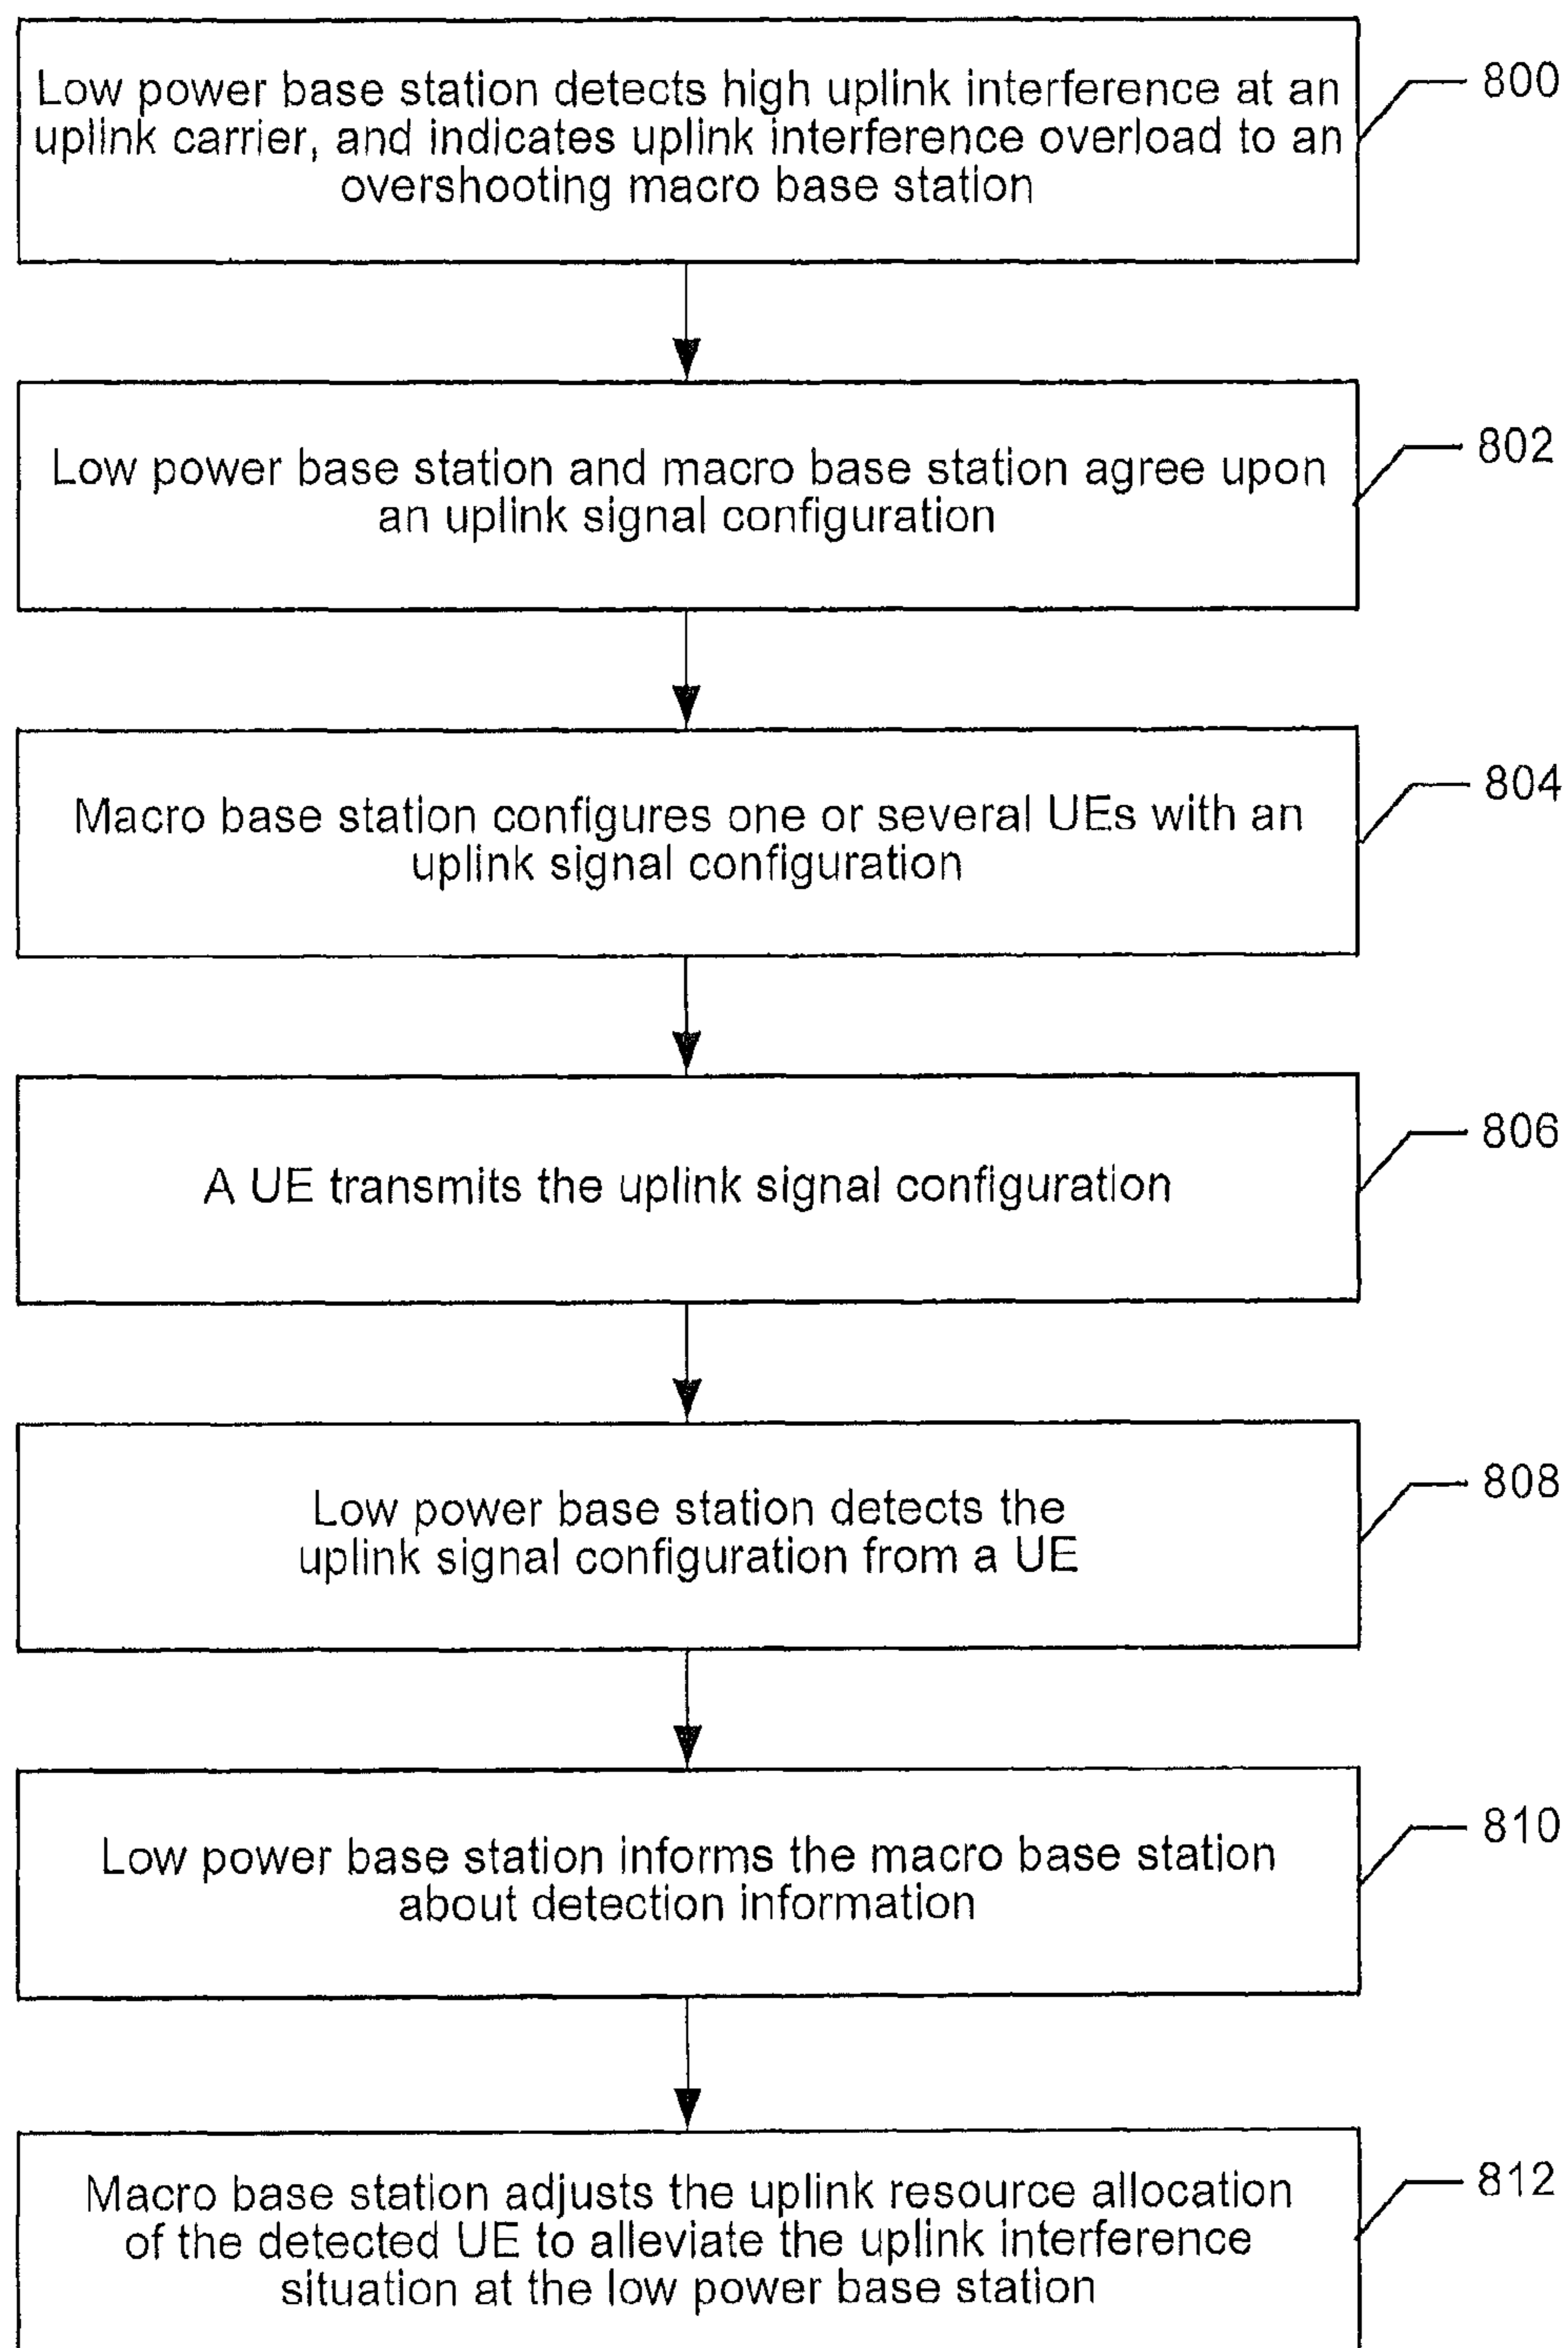 Low power base station detects high uplink interference at an
uplink carrier, and indicates uplink interference overload to an
overshooting macro base station
800
Low power base station and macro base station agree upon
an uplink signal configuration
802
Macro base station configures one or several UEs with an
uplink signal configuration
804
A UE transmits the uplink signal configuration
806
Low power base station detects the
uplink signal configuration from a UE
808
Low power base station informs the macro base station
about detection information
810
Macro base station adjusts the uplink resource allocation
of the detected UE to alleviate the uplink interference
situation at the low power base station
812